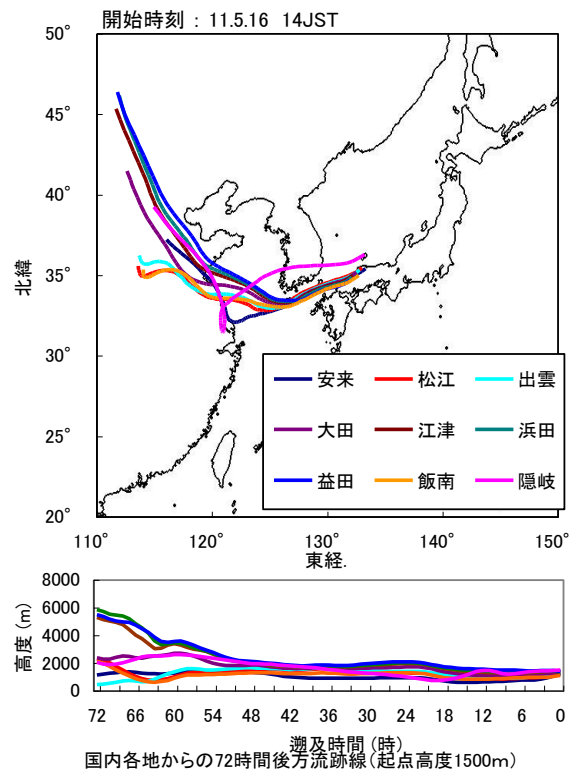 開始時刻 : 11.5.16 14JST
50°
45°
40°
35°
30°
25°
20°
北緯
安来 松江 出雲
大田 江津 浜田
益田 飯南 隠岐
110° 120° 130° 140° 150°
東経.
8000
6000
4000
2000
0
高度 (m)
72 66 60 54 48 42 36 30 24 18 12 6 0
遡及時間 (時)
国内各地からの72時間後方流跡線(起点高度1500m)